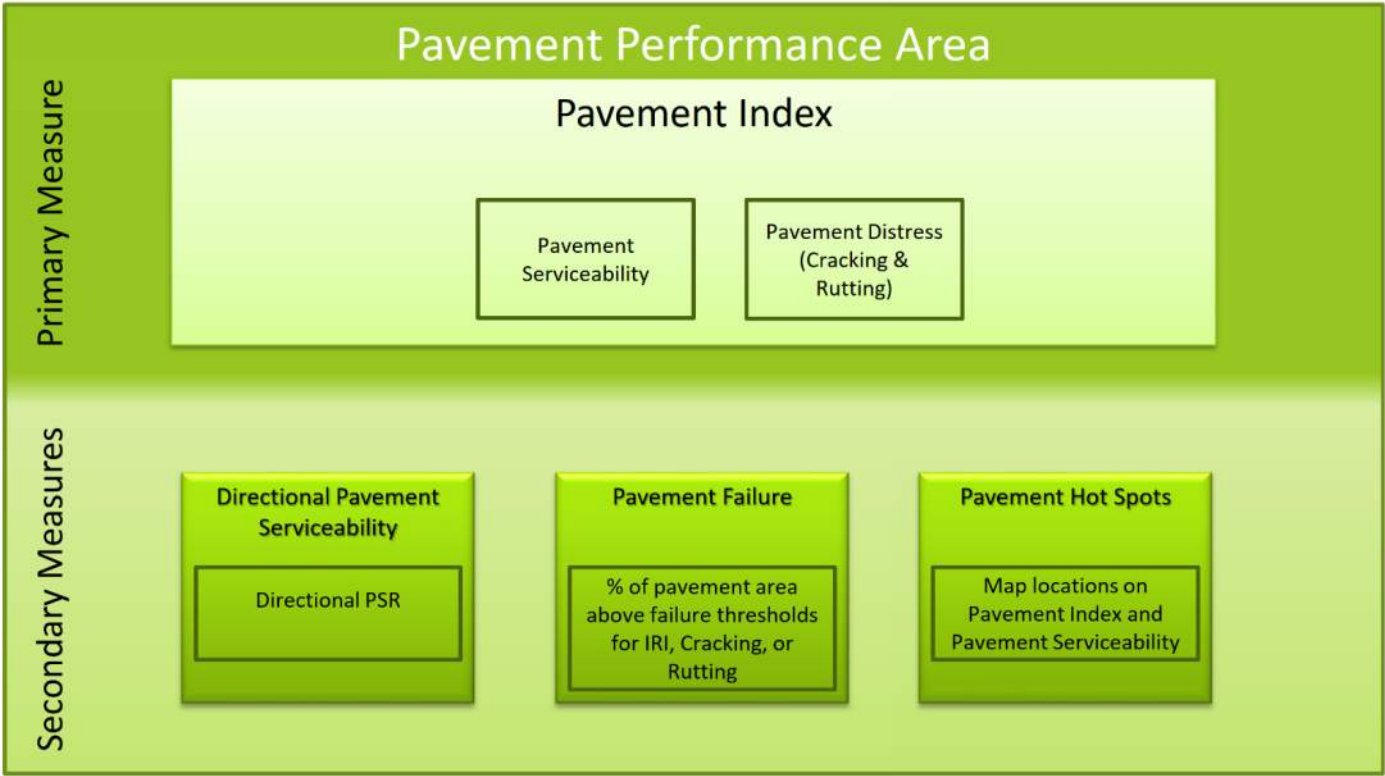 Pavement Performance Area
Primary Measure
Pavement Index
Pavement
Serviceability
Pavement Distress
(Cracking &
Rutting)
Secondary Measures
Directional Pavement
Serviceability
Directional PSR
Pavement Failure
% of pavement area
above failure thresholds
for IRI, Cracking, or
Rutting
Pavement Hot Spots
Map locations on
Pavement Index and
Pavement Serviceability